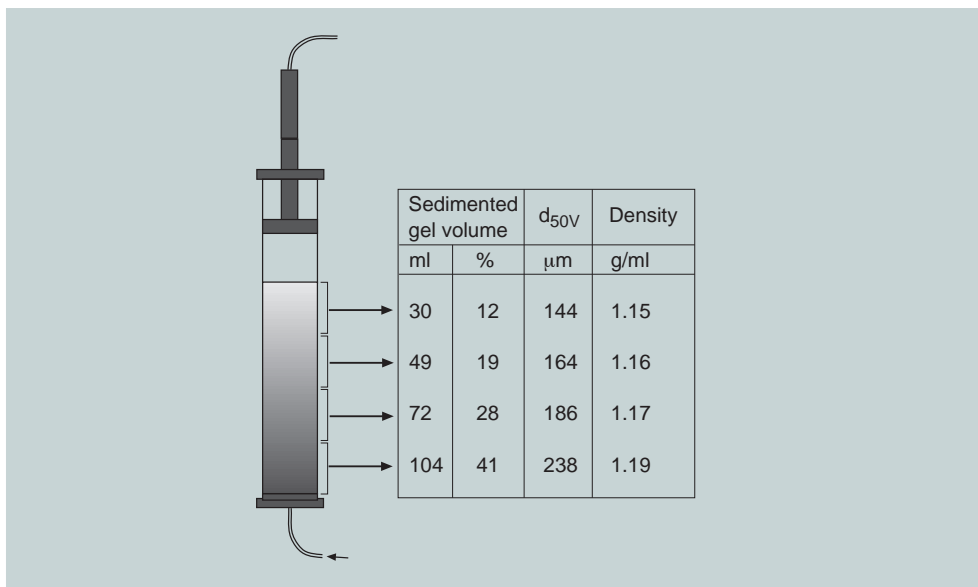 Sedimented gel volume d50V Density
ml % μm g/ml
30 12 144 1.15
49 19 164 1.16
72 28 186 1.17
104 41 238 1.19